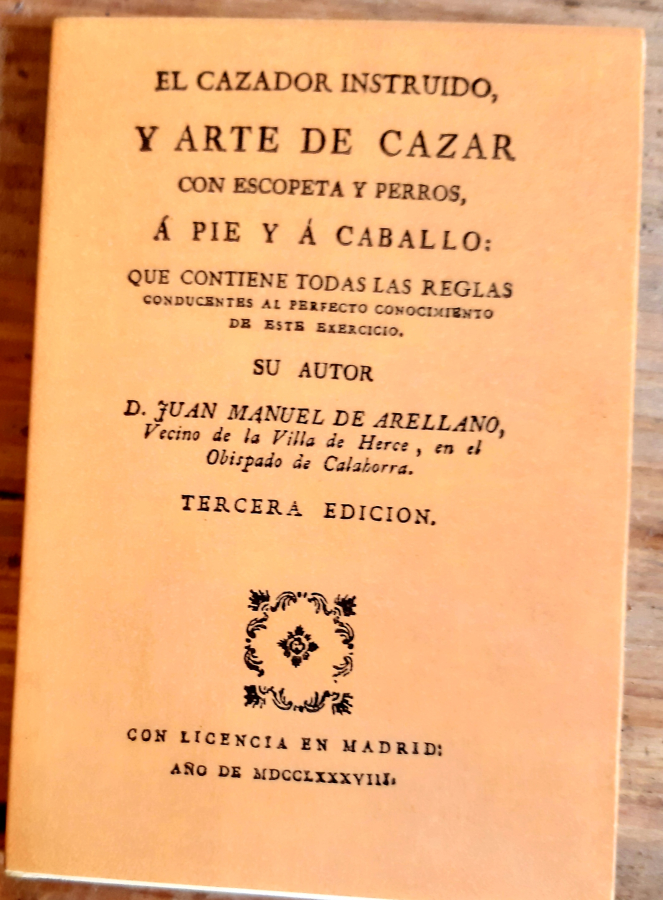 EL CAZADOR INSTRUIDO,
Y ARTE DE CAZAR
CON ESCOPETA Y PERROS,
Á PIE Y Á CABALLO:
QUE CONTIENE TODAS LAS REGLAS
CONDUCENTES AL PERFECTO CONOCIMIENTO
DE ESTE EXERCICIO.
SU AUTOR
D. JUAN MANUEL DE ARELLANO,
Vecino de la Villa de Herce, en el
Obispado de Calahorra.
TERCERA EDICION.
CON LICENCIA EN MADRID:
AÑO DE MDCCLXXXVIII.